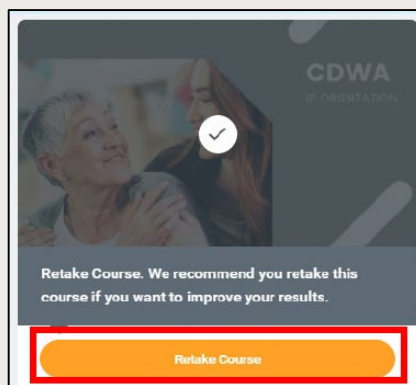 CDWA
IP ORIENTATION
Retake Course. We recommend you retake this
course if you want to improve your results.
Retake Course